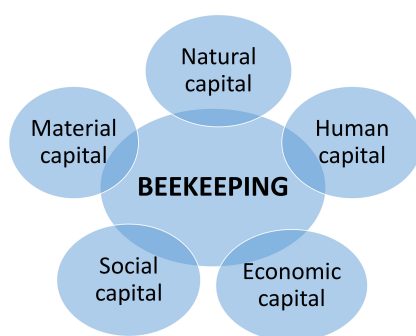 Natural
capital
Material
capital
Human
capital
BEEKEEPING
Social
capital
Economic
capital